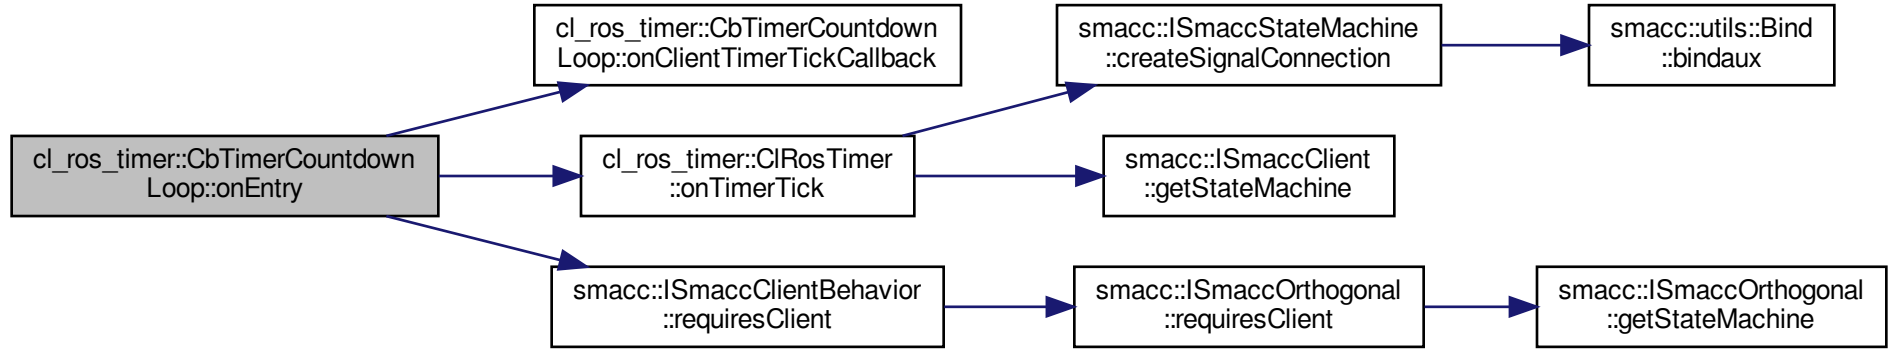 cl_ros_timer::CbTimerCountdown
Loop::onEntry
cl_ros_timer::CbTimerCountdown
Loop::onClientTimerTickCallback
cl_ros_timer::ClRosTimer
::onTimerTick
smacc::ISmaccClientBehavior
::requiresClient
smacc::ISmaccStateMachine
::createSignalConnection
smacc::ISmaccClient
::getStateMachine
smacc::ISmaccOrthogonal
::requiresClient
smacc::utils::Bind
::bindaux
smacc::ISmaccOrthogonal
::getStateMachine